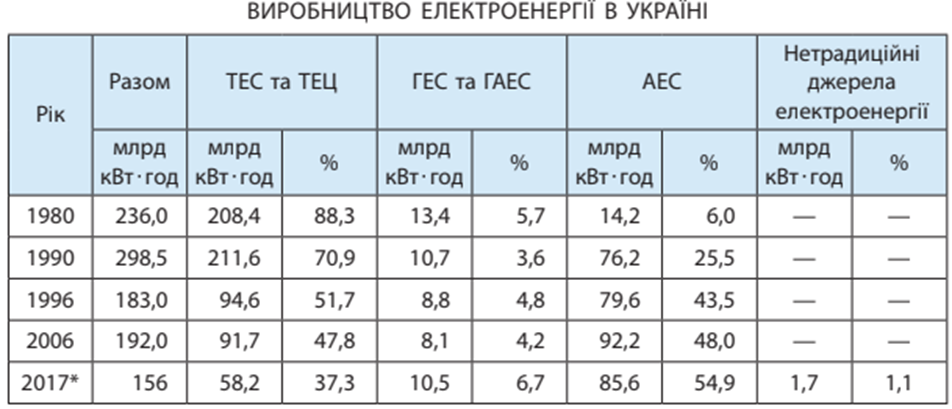 ВИРОБНИЦТВО ЕЛЕКТРОЕНЕРГІЇ В УКРАЇНІ
Рік Разом ТЕС та ТЕЦ ГЕС та ГАЕС АЕС Нетрадиційні джерела електроенергії
млрд кВт·год млрд кВт·год % млрд кВт·год % млрд кВт·год % млрд кВт·год %
1980 236,0 208,4 88,3 13,4 5,7 14,2 6,0 — —
1990 298,5 211,6 70,9 10,7 3,6 76,2 25,5 — —
1996 183,0 94,6 51,7 8,8 4,8 79,6 43,5 — —
2006 192,0 91,7 47,8 8,1 4,2 92,2 48,0 — —
2017* 156 58,2 37,3 10,5 6,7 85,6 54,9 1,7 1,1